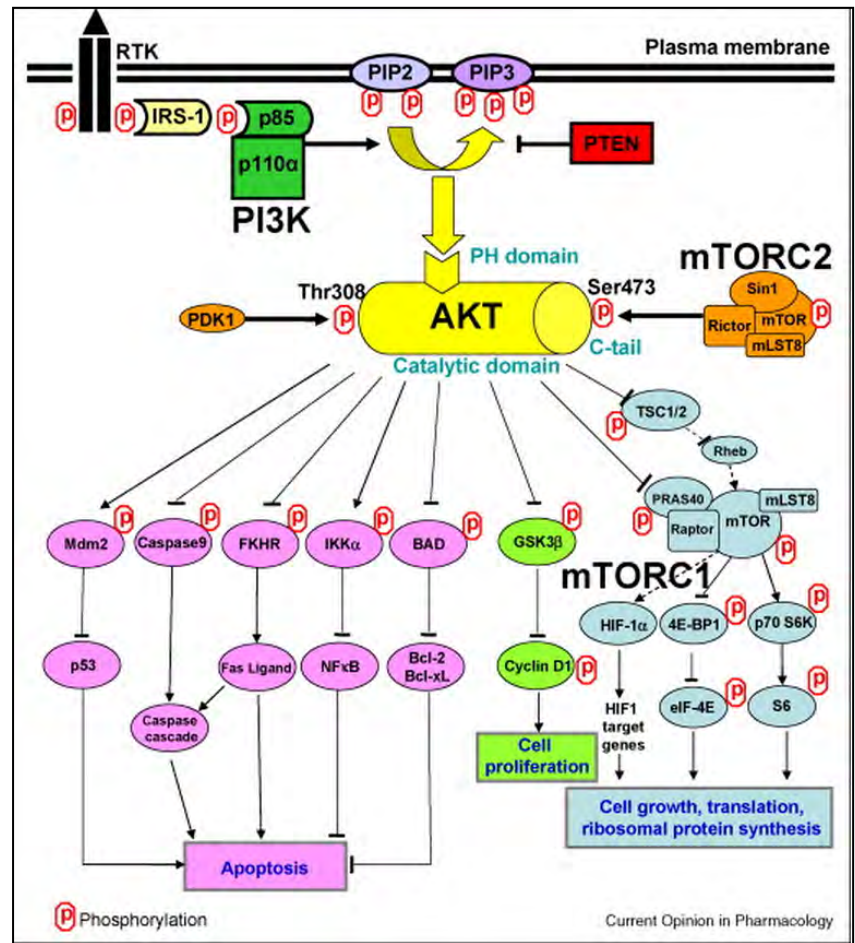 RTK
Plasma membrane
PIP2
PIP3
P
P
P
P
P
P
IRS-1
P
p85
P
p110α
PI3K
PTEN
PH domain
mTORC2
Thr308
Ser473
Sin1
PDK1
P
AKT
P
Rictor
mTOR
P
mLST8
C-tail
Catalytic domain
TSC1/2
P
Rheb
PRAS40
mLST8
P
Raptor
mTOR
P
Mdm2
P
Caspase9
P
FKHR
P
IKKα
P
BAD
P
GSK3β
P
mTORC1
HIF-1α
4E-BP1
P
p70 S6K
P
p53
Fas Ligand
NFκB
Bcl-2
Bcl-xL
Cyclin D1
P
HIF1
target
genes
eIF-4E
P
S6
P
Caspase
cascade
Cell
proliferation
Cell growth, translation,
ribosomal protein synthesis
Apoptosis
P Phosphorylation
Current Opinion in Pharmacology